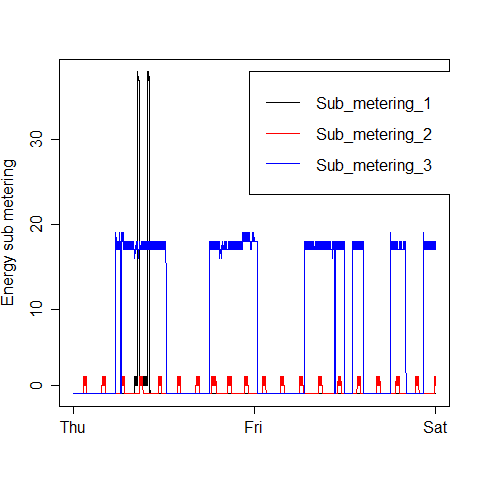 Energy sub metering
30
20
10
0
Sub_metering_1
Sub_metering_2
Sub_metering_3
Thu
Fri
Sat